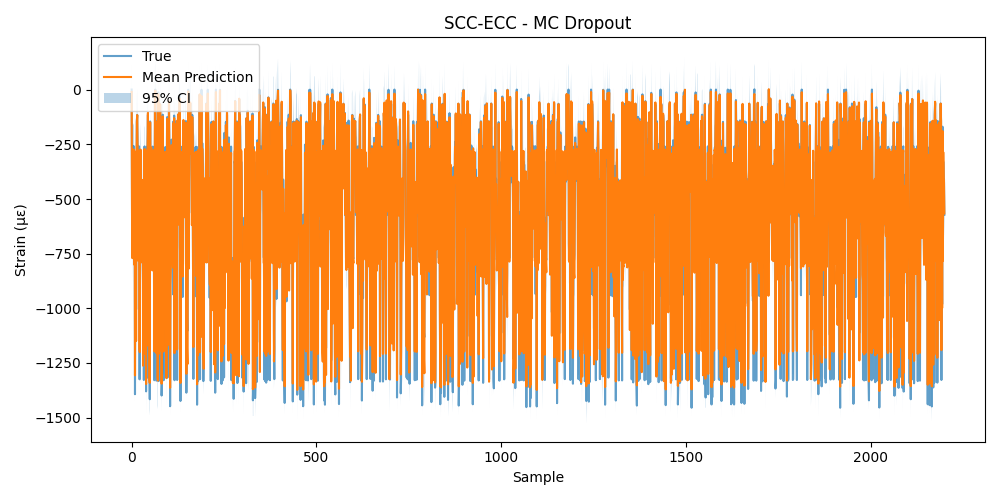 SCC-ECC - MC Dropout
True
Mean Prediction
95% CI
0
−250
−500
−750
−1000
−1250
−1500
Strain (με)
0 500 1000 1500 2000
Sample